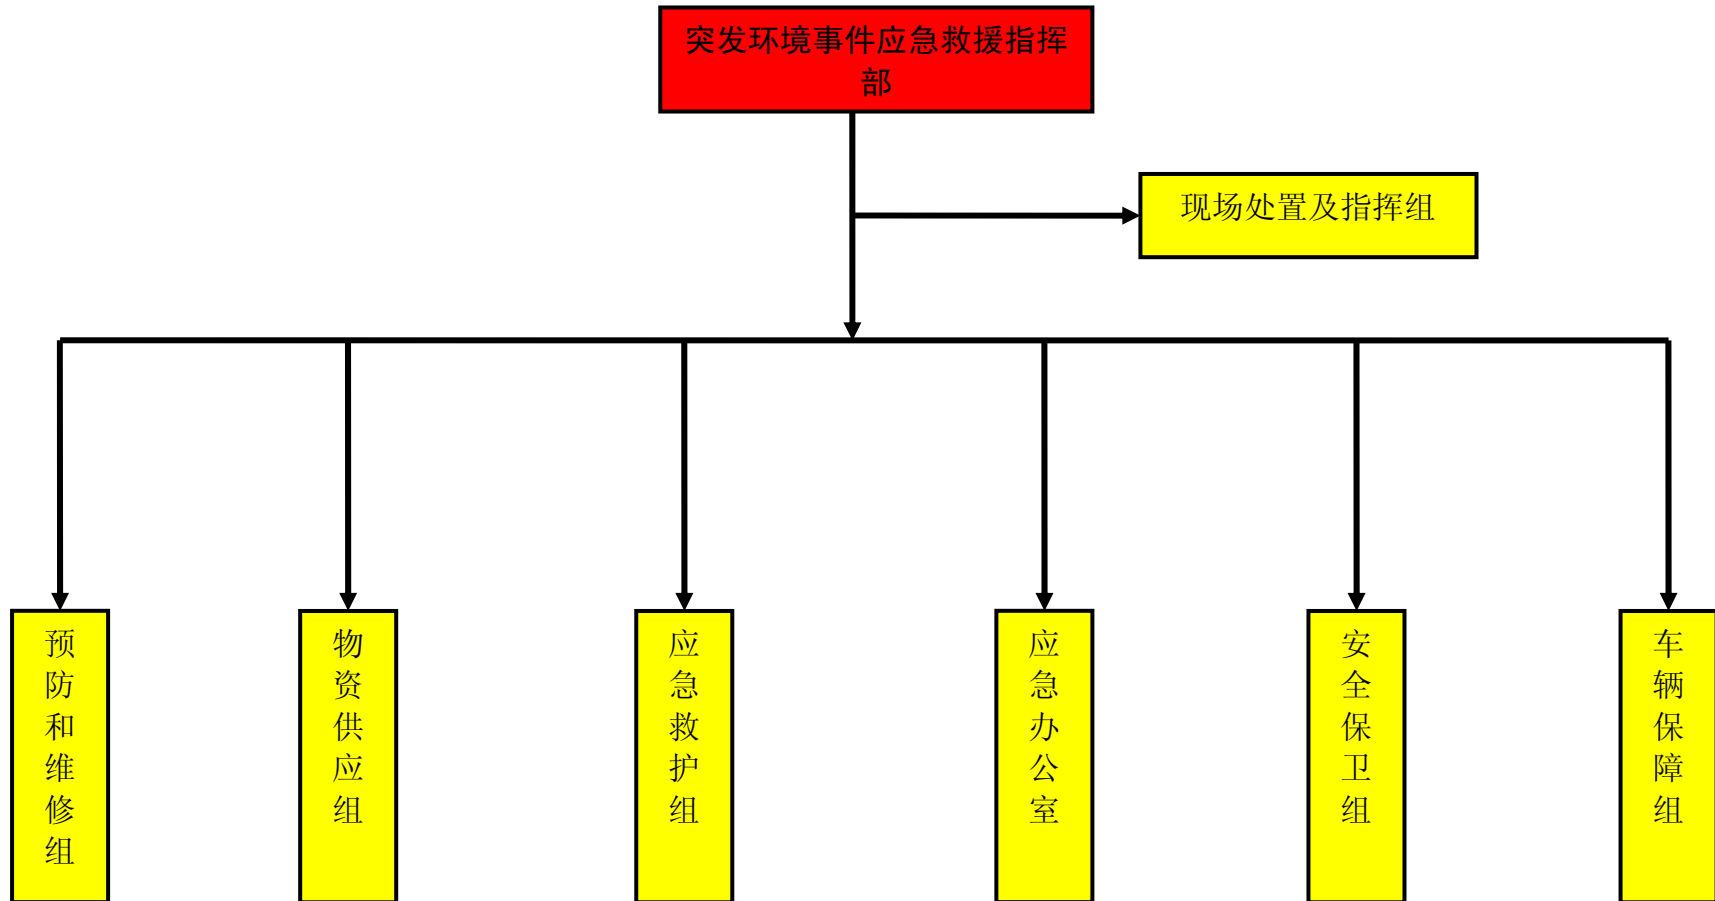 突发环境事件应急救援指挥
部
现场处置及指挥组
预防和维修组
物资供应组
应急救护组
应急办公室
安全保卫组
车辆保障组